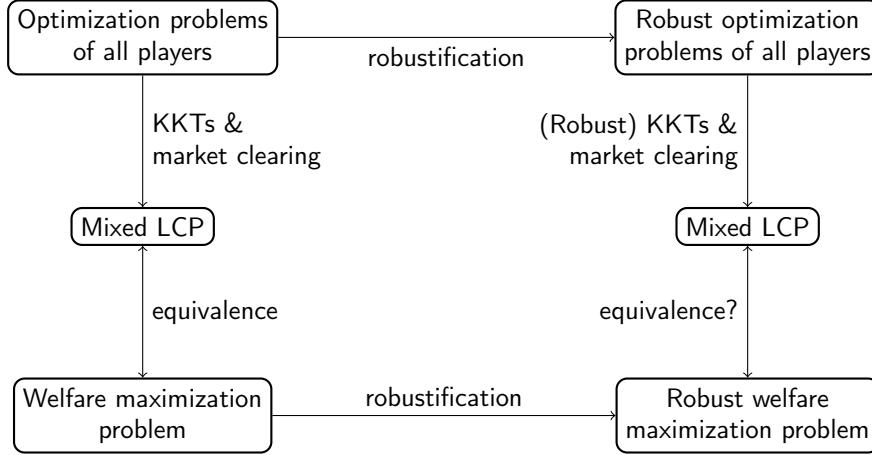 Optimization problems
of all players
robustification
Robust optimization
problems of all players
KKTs &
market clearing
(Robust) KKTs &
market clearing
Mixed LCP
Mixed LCP
equivalence
equivalence?
Welfare maximization
problem
robustification
Robust welfare
maximization problem